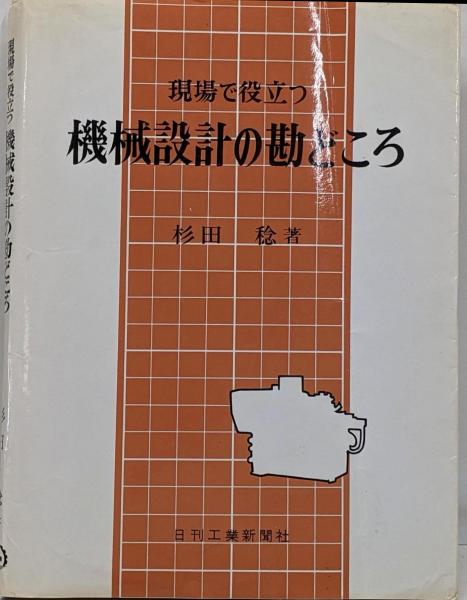 現場で役立つ
機械設計の勘どころ
杉田 稔著
日刊工業新聞社
現場で役立つ 機械設計の勘どころ
杉田